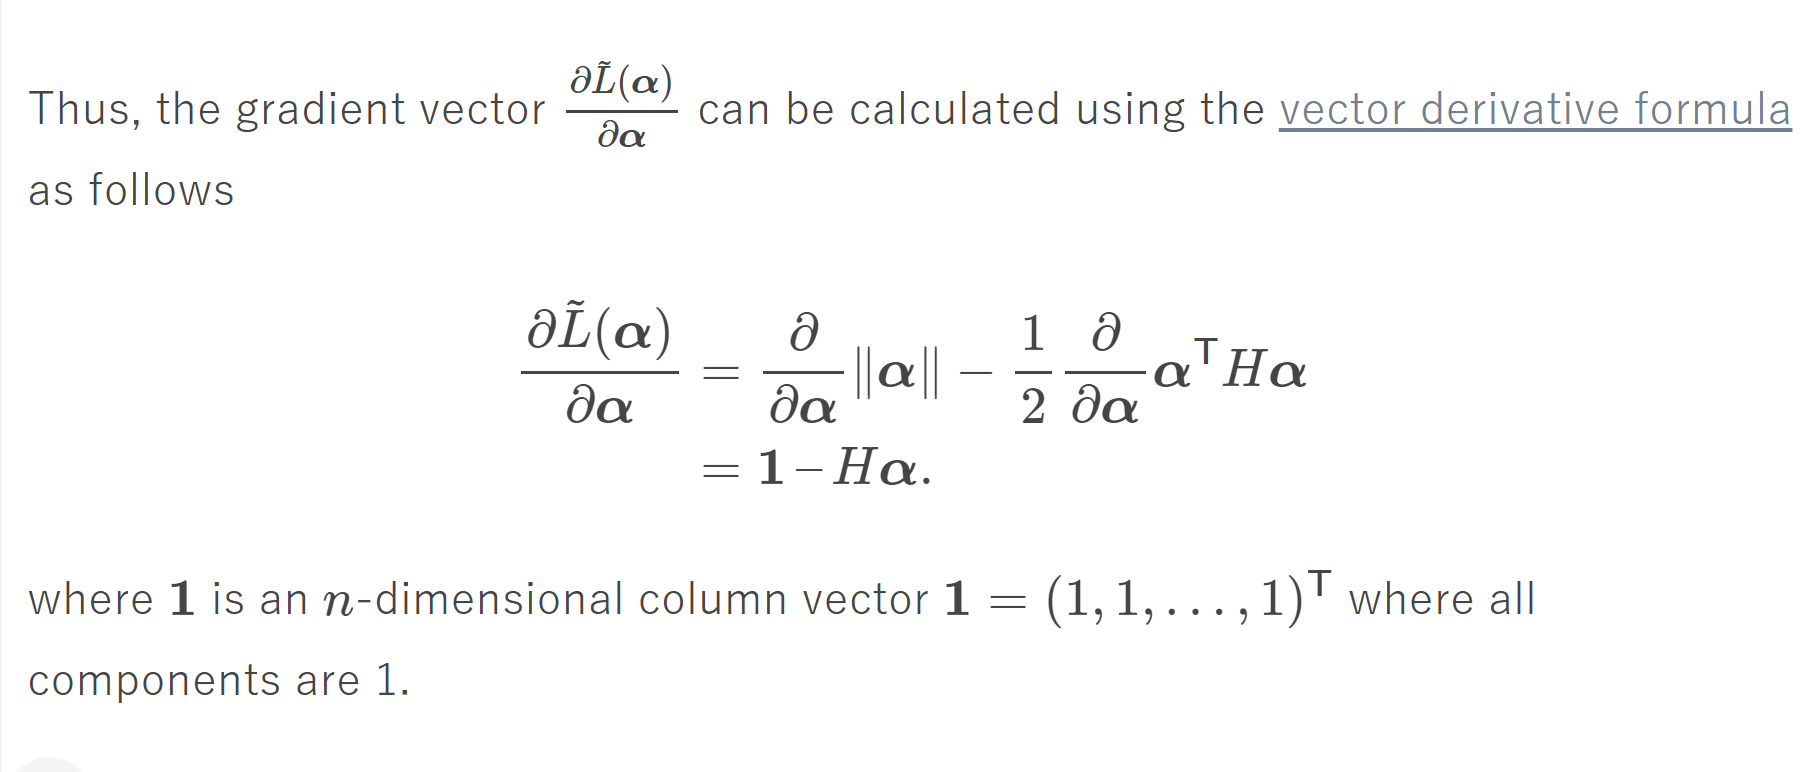 Thus, the gradient vector ∂L̃(α)/∂α can be calculated using the vector derivative formula
as follows
∂L̃(α)/∂α = ∂/∂α ‖α‖ − 1/2 ∂/∂α α⊤Hα
= 1 – Hα.
where 1 is an n-dimensional column vector 1 = (1, 1, . . . , 1)⊤ where all
components are 1.